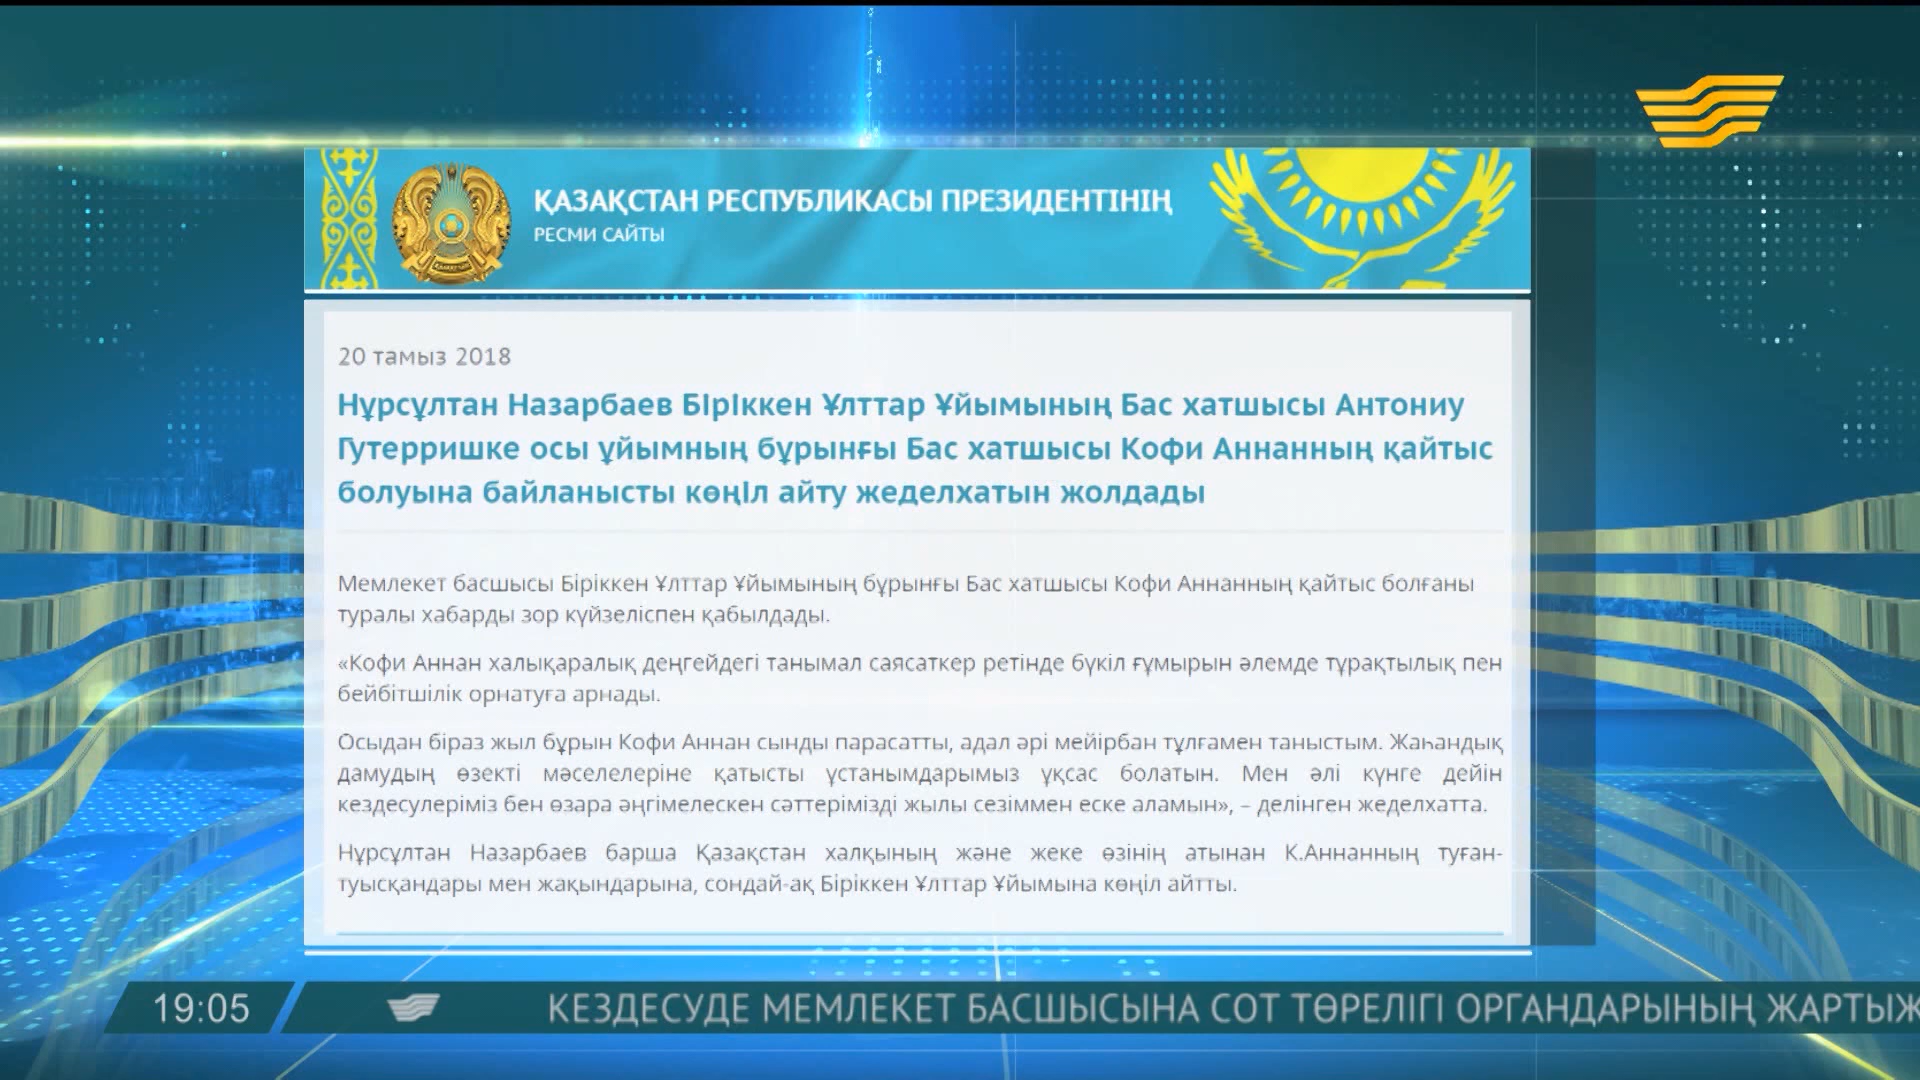 ҚАЗАҚСТАН РЕСПУБЛИКАСЫ ПРЕЗИДЕНТІНІҢ
РЕСМИ САЙТЫ
20 тамыз 2018
Нұрсұлтан Назарбаев Біріккен Ұлттар Ұйымының Бас хатшысы Антониу
Гутерришке осы ұйымның бұрынғы Бас хатшысы Кофи Аннанның қайтыс
болуына байланысты көңіл айту жеделхатын жолдады
Мемлекет басшысы Біріккен Ұлттар Ұйымының бұрынғы Бас хатшысы Кофи Аннанның қайтыс болғаны
туралы хабарды зор күйзеліспен қабылдады.
«Кофи Аннан халықаралық деңгейдегі танымал саясаткер ретінде бүкіл ғұмырын әлемде тұрақтылық пен
бейбітшілік орнатуға арнады.
Осыдан біраз жыл бұрын Кофи Аннан сынды парасатты, адал әрі мейірбан тұлғамен таныстым. Жаһандық
дамудың өзекті мәселелеріне қатысты ұстанымдарымыз ұқсас болатын. Мен әлі күнге дейін
кездесулеріміз бен өзара әңгімелескен сәттерімізді жылы сезіммен еске аламын», – делінген жеделхатта.
Нұрсұлтан Назарбаев барша Қазақстан халқының және жеке өзінің атынан К.Аннанның туған-
туысқандары мен жақындарына, сондай-ақ Біріккен Ұлттар Ұйымына көңіл айтты.
19:05 КЕЗДЕСУДЕ МЕМЛЕКЕТ БАСШЫСЫНА СОТ ТӨРЕЛІГІ ОРГАНДАРЫНЫҢ ЖАРТЫЖ